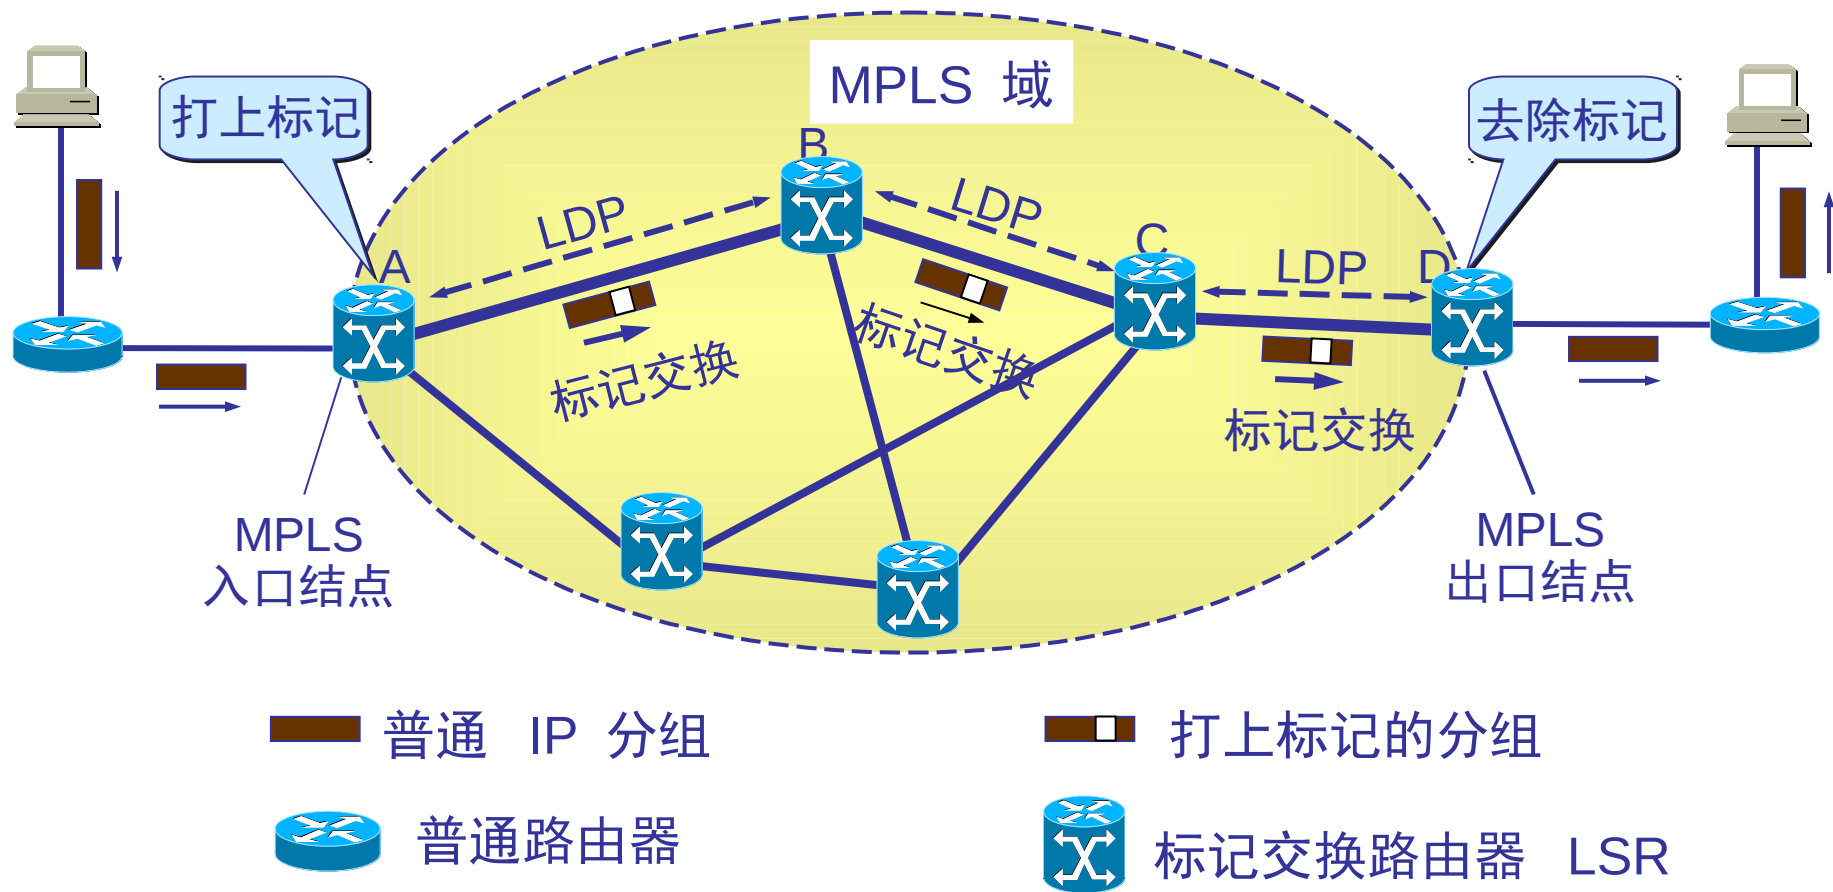 MPLS 域
打上标记
去除标记
B
LDP
LDP
C
A
LDP
D
标记交换
标记交换
标记交换
MPLS
入口结点
MPLS
出口结点
普通 IP 分组
打上标记的分组
普通路由器
标记交换路由器 LSR